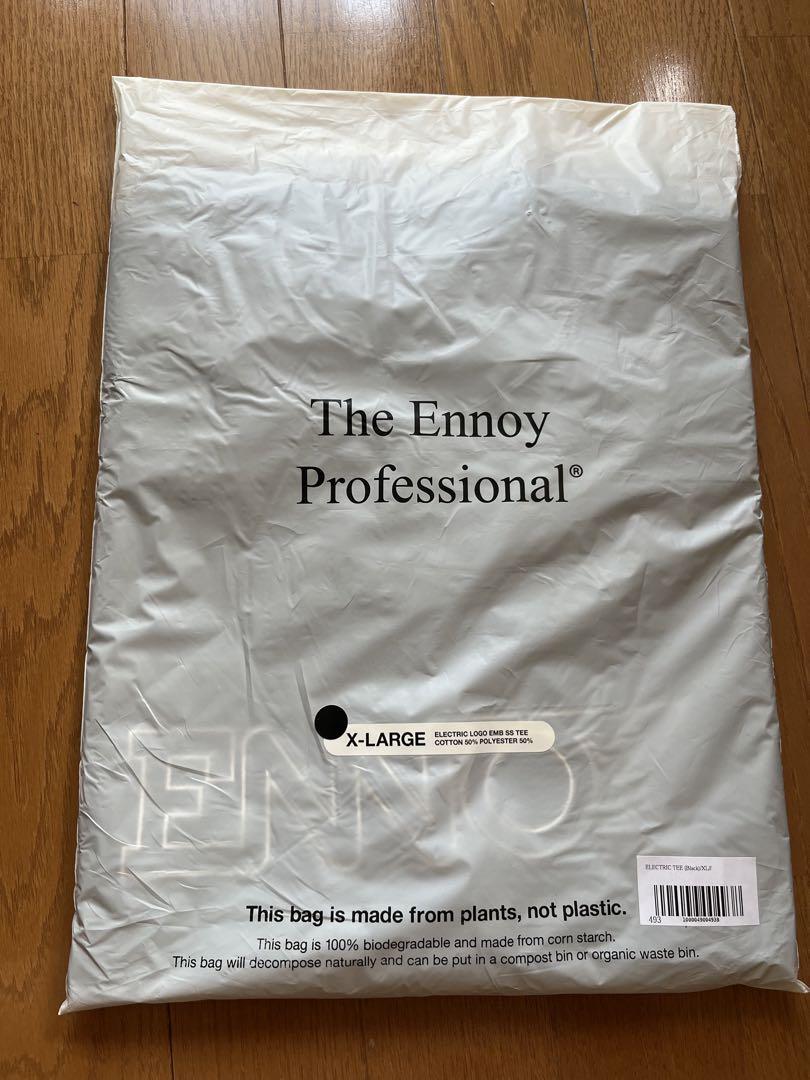 The Ennoy
Professional®
X-LARGE
ELECTRIC LOGO EMB SS TEE
COTTON 50% POLYESTER 50%
ENNO
ELECTRIC TEE (Black)/XL//
493
1000049004938
This bag is made from plants, not plastic.
This bag is 100% biodegradable and made from corn starch.
This bag will decompose naturally and can be put in a compost bin or organic waste bin.